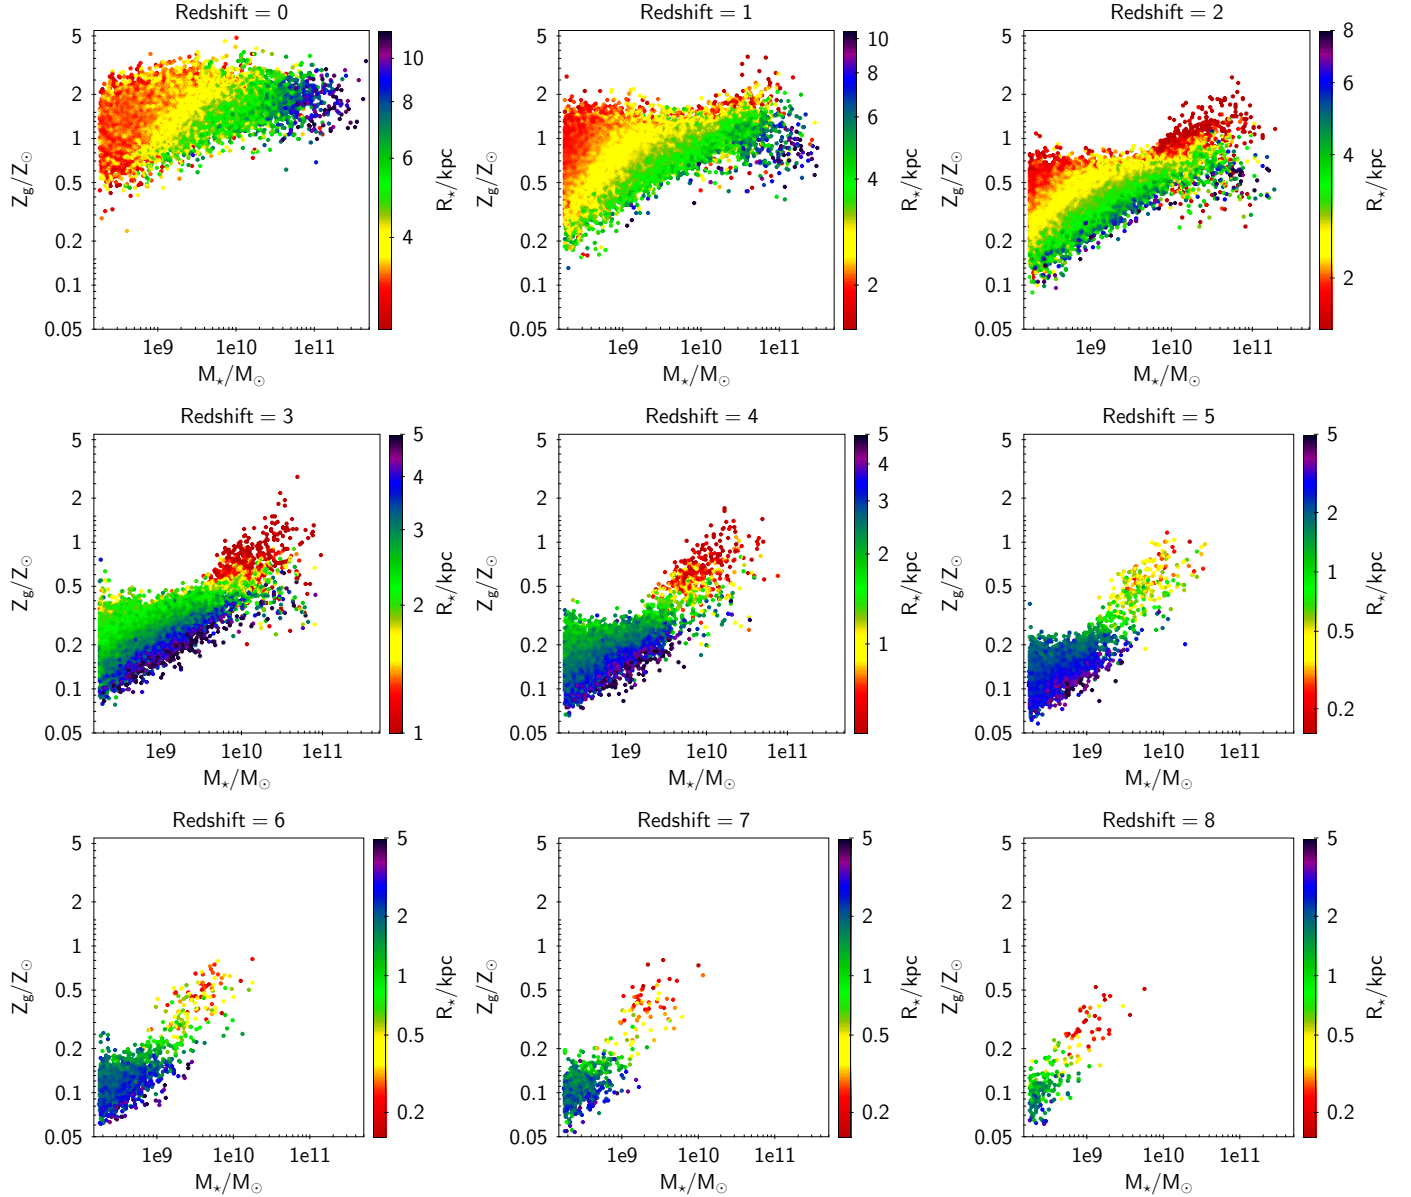 Redshift = 0
5
2
1
0.5
0.2
0.1
0.05
Z_g/Z_☉
1e9 1e10 1e11
M_⋆/M_☉
10
8
6
4
R_⋆/kpc
Redshift = 1
5
2
1
0.5
0.2
0.1
0.05
Z_g/Z_☉
1e9 1e10 1e11
M_⋆/M_☉
10
8
6
4
2
R_⋆/kpc
Redshift = 2
5
2
1
0.5
0.2
0.1
0.05
Z_g/Z_☉
1e9 1e10 1e11
M_⋆/M_☉
8
6
4
2
R_⋆/kpc
Redshift = 3
5
2
1
0.5
0.2
0.1
0.05
Z_g/Z_☉
1e9 1e10 1e11
M_⋆/M_☉
5
4
3
2
1
R_⋆/kpc
Redshift = 4
5
2
1
0.5
0.2
0.1
0.05
Z_g/Z_☉
1e9 1e10 1e11
M_⋆/M_☉
5
4
3
2
1
R_⋆/kpc
Redshift = 5
5
2
1
0.5
0.2
0.1
0.05
Z_g/Z_☉
1e9 1e10 1e11
M_⋆/M_☉
5
2
1
0.5
0.2
R_⋆/kpc
Redshift = 6
5
2
1
0.5
0.2
0.1
0.05
Z_g/Z_☉
1e9 1e10 1e11
M_⋆/M_☉
5
2
1
0.5
0.2
R_⋆/kpc
Redshift = 7
5
2
1
0.5
0.2
0.1
0.05
Z_g/Z_☉
1e9 1e10 1e11
M_⋆/M_☉
5
2
1
0.5
0.2
R_⋆/kpc
Redshift = 8
5
2
1
0.5
0.2
0.1
0.05
Z_g/Z_☉
1e9 1e10 1e11
M_⋆/M_☉
5
2
1
0.5
0.2
R_⋆/kpc